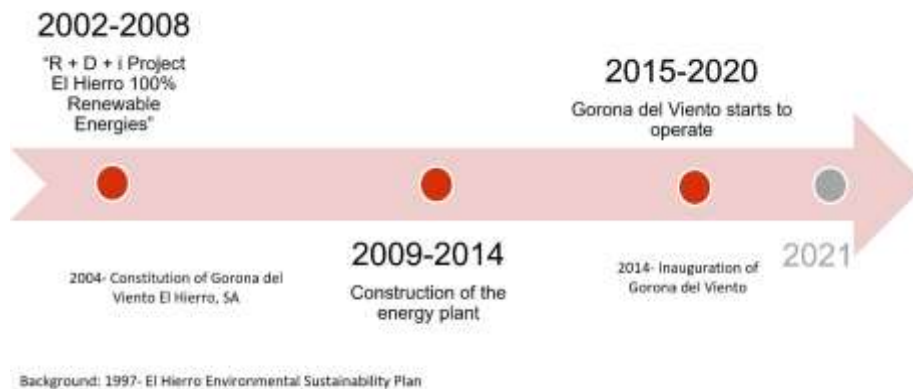 2002-2008
"R + D + i Project
El Hierro 100%
Renewable
Energies"
2015-2020
Gorona del Viento starts to
operate
2004- Constitution of Gorona del
Viento El Hierro, SA
2009-2014
Construction of the
energy plant
2014- Inauguration of
Gorona del Viento
2021
Background: 1997- El Hierro Environmental Sustainability Plan